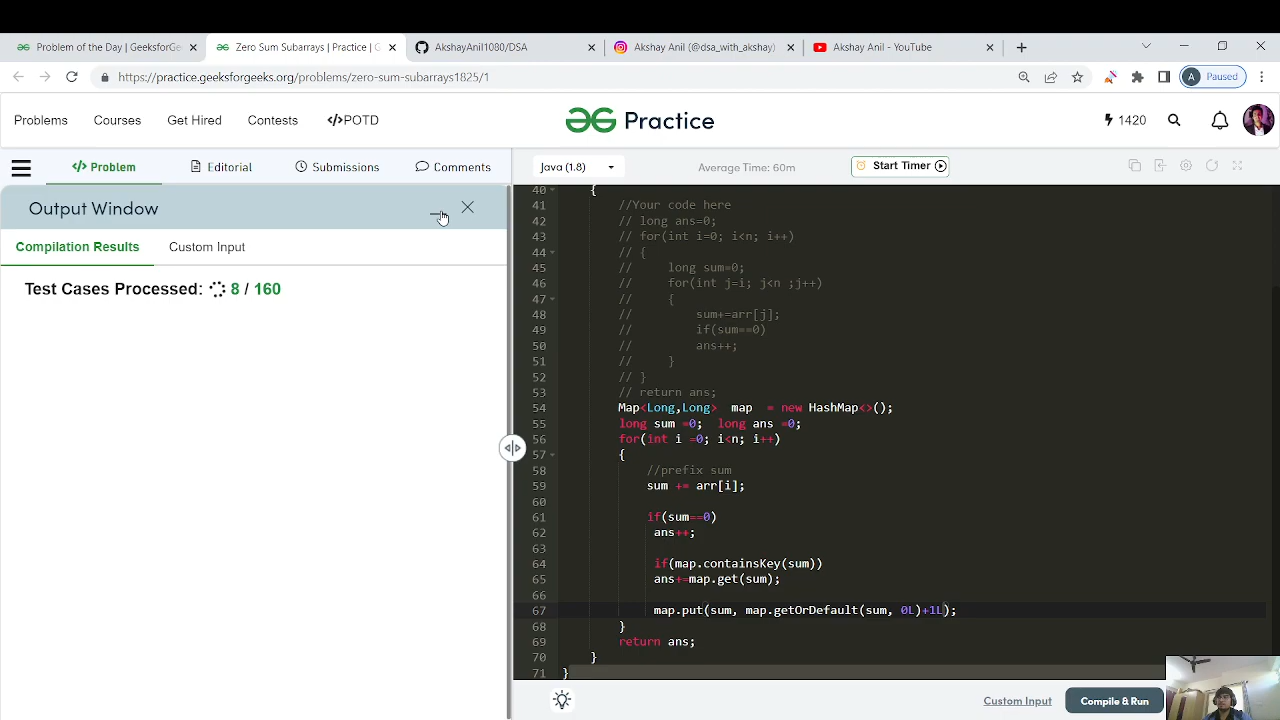 Problem of the Day | GeeksforGeeks
Zero Sum Subarrays | Practice | G
AkshayAnil1080/DSA
Akshay Anil (@dsa_with_akshay)
Akshay Anil - YouTube
https://practice.geeksforgeeks.org/problems/zero-sum-subarrays1825/1
A Paused
Problems Courses Get Hired Contests </>POTD
Practice
1420
</> Problem Editorial Submissions Comments
Java (1.8) Average Time: 60m Start Timer
Output Window
Compilation Results Custom Input
Test Cases Processed: 8 / 160
40 {
41 //Your code here
42 // long ans=0;
43 // for(int i=0; i<n; i++)
44 // {
45 // long sum=0;
46 // for(int j=i; j<n ;j++)
47 // {
48 // sum+=arr[j];
49 // if(sum==0)
50 // ans++;
51 // }
52 // }
53 // return ans;
54 Map<Long,Long> map = new HashMap<>();
55 long sum =0; long ans =0;
56 for(int i =0; i<n; i++)
57 {
58 //prefix sum
59 sum += arr[i];
60
61 if(sum==0)
62 ans++;
63
64 if(map.containsKey(sum))
65 ans+=map.get(sum);
66
67 map.put(sum, map.getOrDefault(sum, 0L)+1L);
68 }
69 return ans;
70 }
71 }
Custom Input Compile & Run